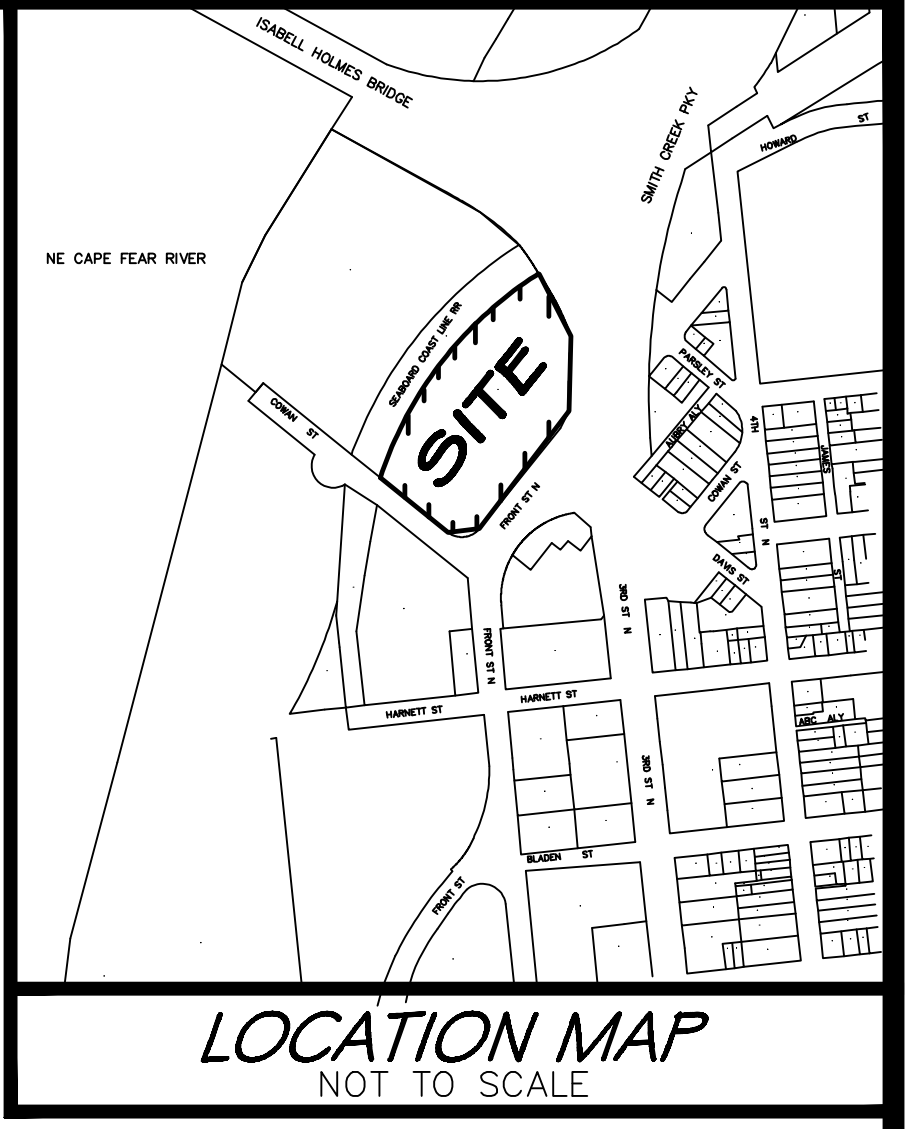 ISABELL HOLMES BRIDGE
SMITH CREEK PKY
HOWARD ST
NE CAPE FEAR RIVER
SEABOARD COAST LINE RR
SITE
PARSLEY ST
COWAN ST
AUBRY ALY
4TH ST N
JAMES ST
COWAN ST
FRONT ST N
DAVIS ST
3RD ST N
FRONT ST N
HARNETT ST
HARNETT ST
ABC ALY
3RD ST N
BLADEN ST
FRONT ST
LOCATION MAP
NOT TO SCALE